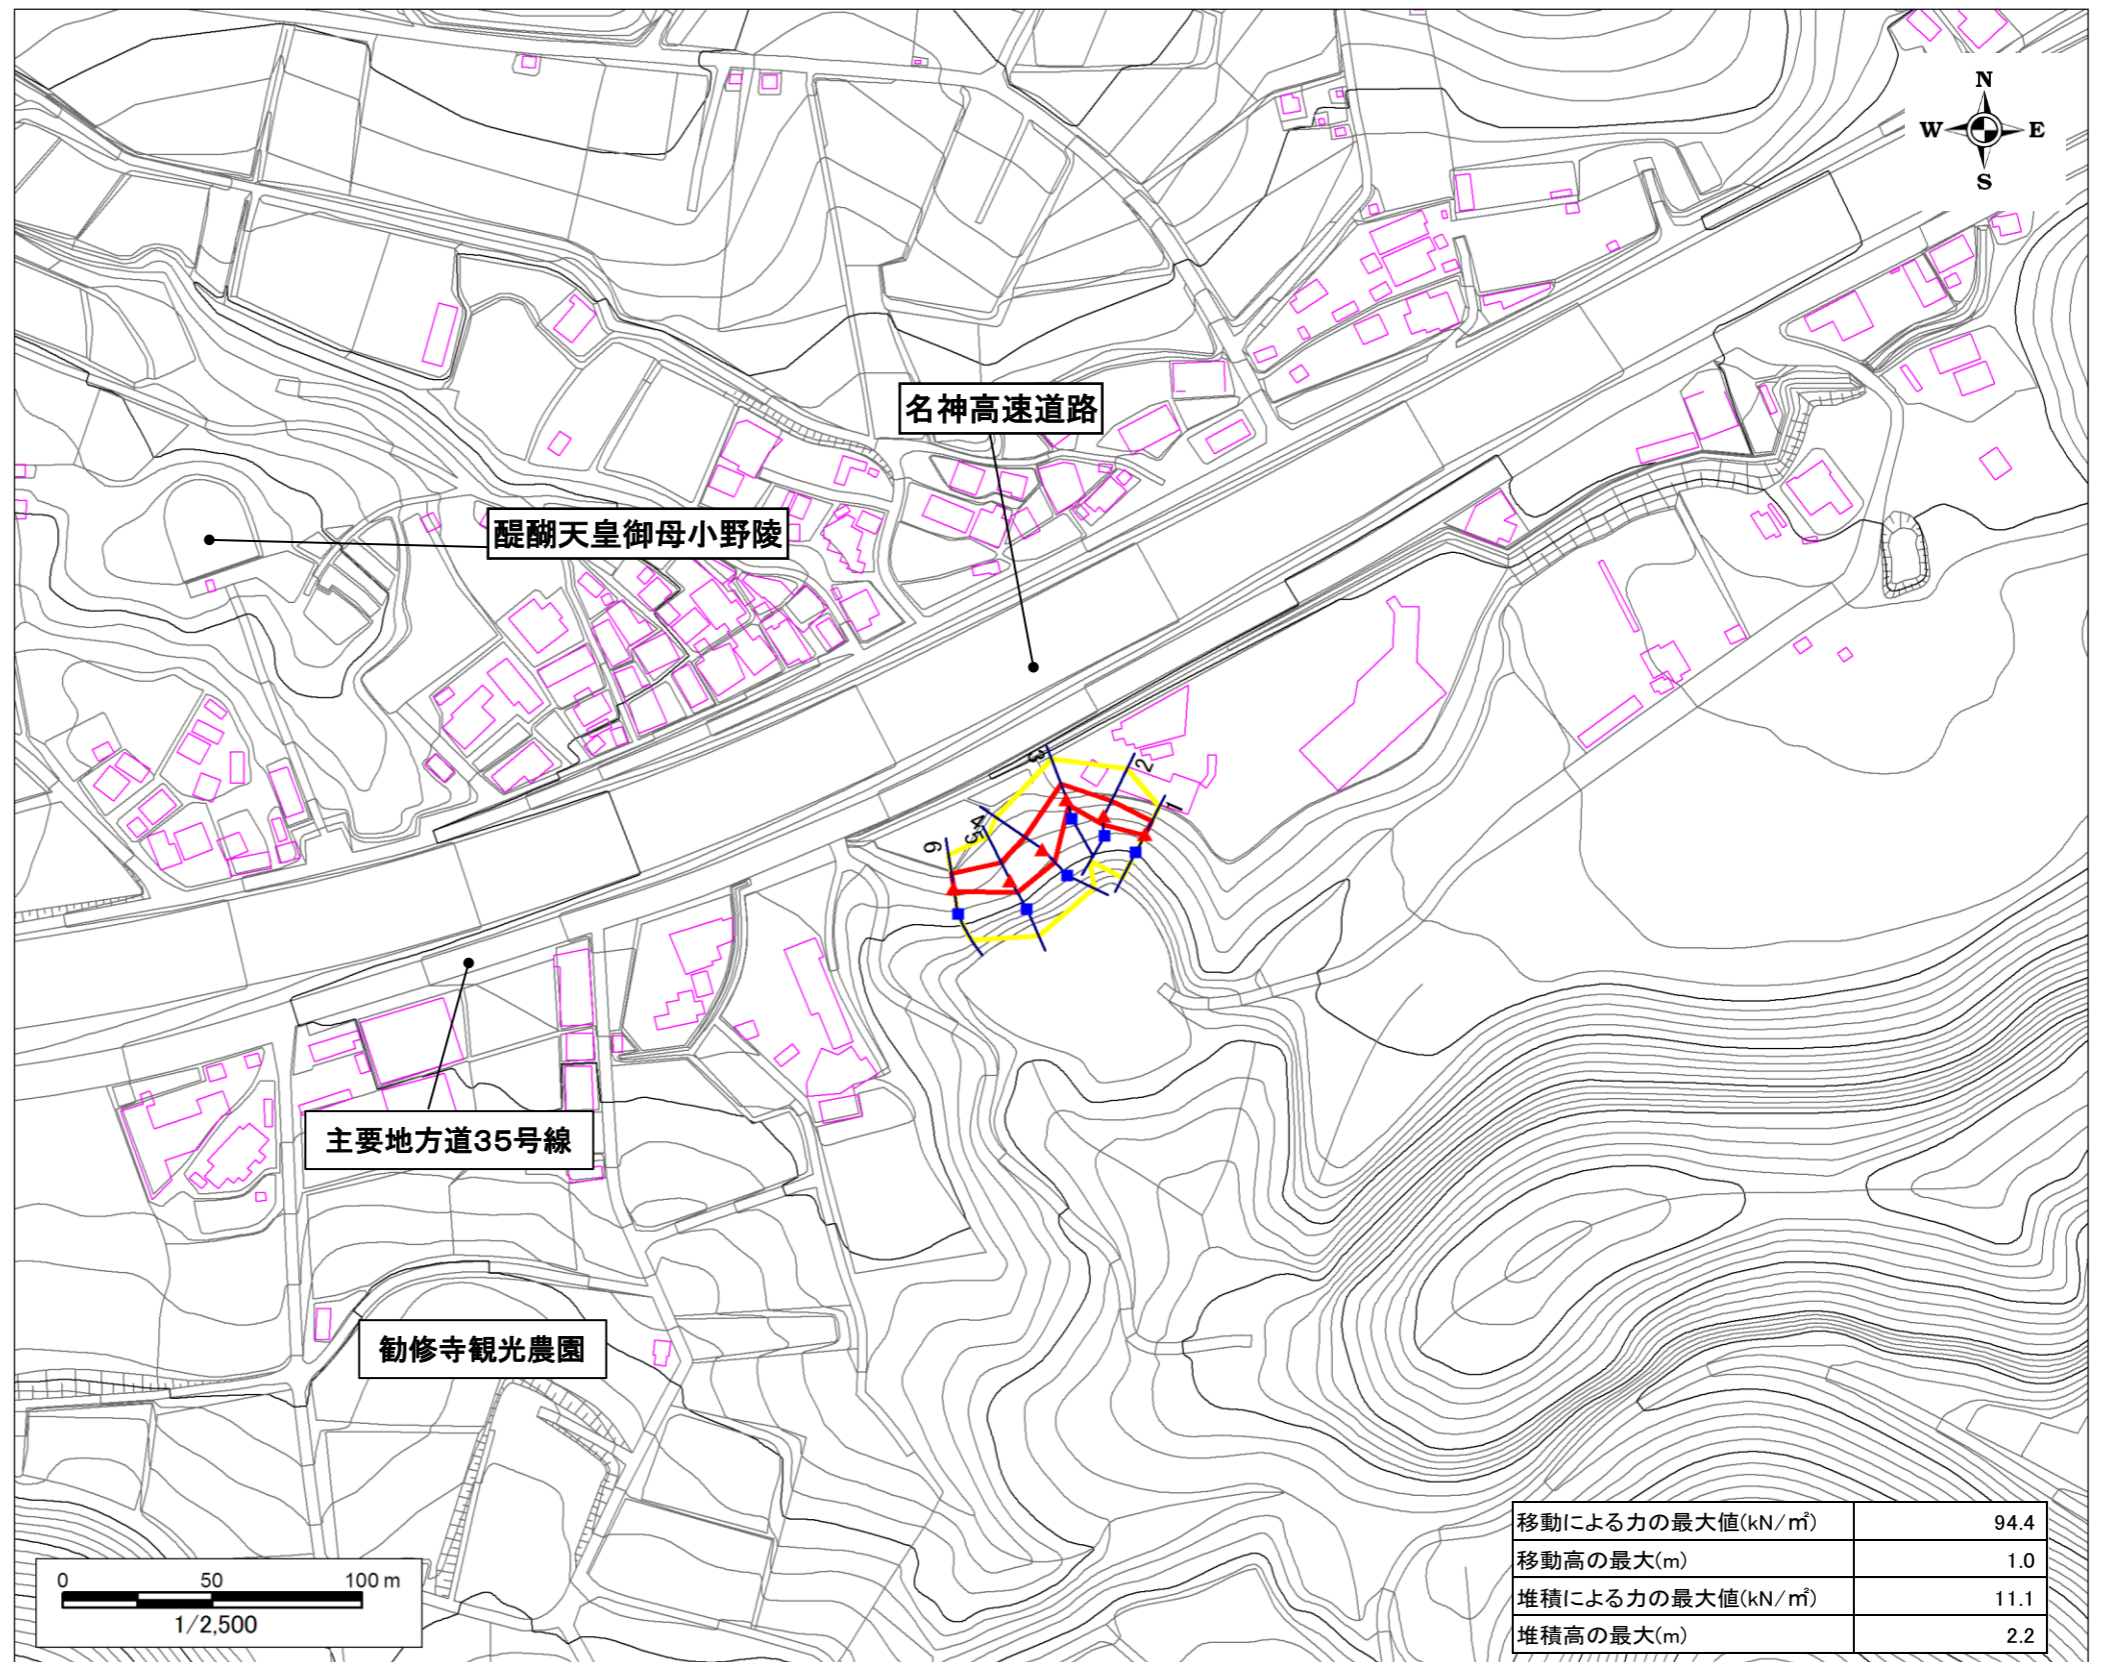 N
W E
S
名神高速道路
醍醐天皇御母小野陵
3
2
1
4
5
6
主要地方道35号線
勧修寺観光農園
0 50 100 m
1/2,500
移動による力の最大値(kN/㎡) 94.4
移動高の最大(m) 1.0
堆積による力の最大値(kN/㎡) 11.1
堆積高の最大(m) 2.2